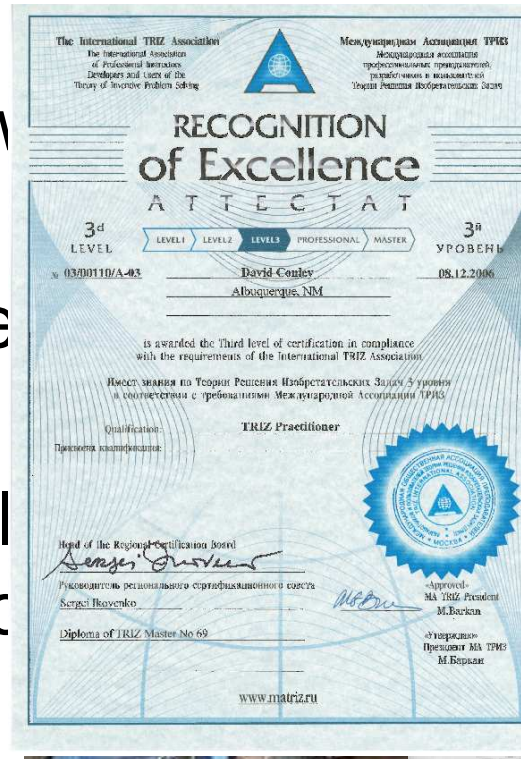 The International TRIZ Association
The International Association
of Professional Instructors
Developers and Users of the
Theory of Inventive Problem Solving
Международная Ассоциация ТРИЗ
Международная ассоциация
профессиональных преподавателей,
разработчиков и пользователей
Теории Решения Изобретательских Задач
RECOGNITION
of Excellence
ATTECTAT
3d
LEVEL
LEVEL1 LEVEL2 LEVEL3 PROFESSIONAL MASTER
3й
УРОВЕНЬ
№ 03/00110/A-03
David Conley
08.12.2006
Albuquerque, NM
is awarded the Third level of certification in compliance
with the requirements of the International TRIZ Association
Имеет знания по Теории Решения Изобретательских Задач 3 уровня
в соответствии с требованиями Международной Ассоциации ТРИЗ
Qualification:
TRIZ Practitioner
Присвоена квалификация:
Head of the Regional Certification Board
Руководитель регионального сертификационного совета
Sergei Ikovenko
Diploma of TRIZ Master No 69
МОСКВА
«Approved»
MA TRIZ President
M.Barkan
«Утверждаю»
Президент МА ТРИЗ
М.Баркан
www.matriz.ru